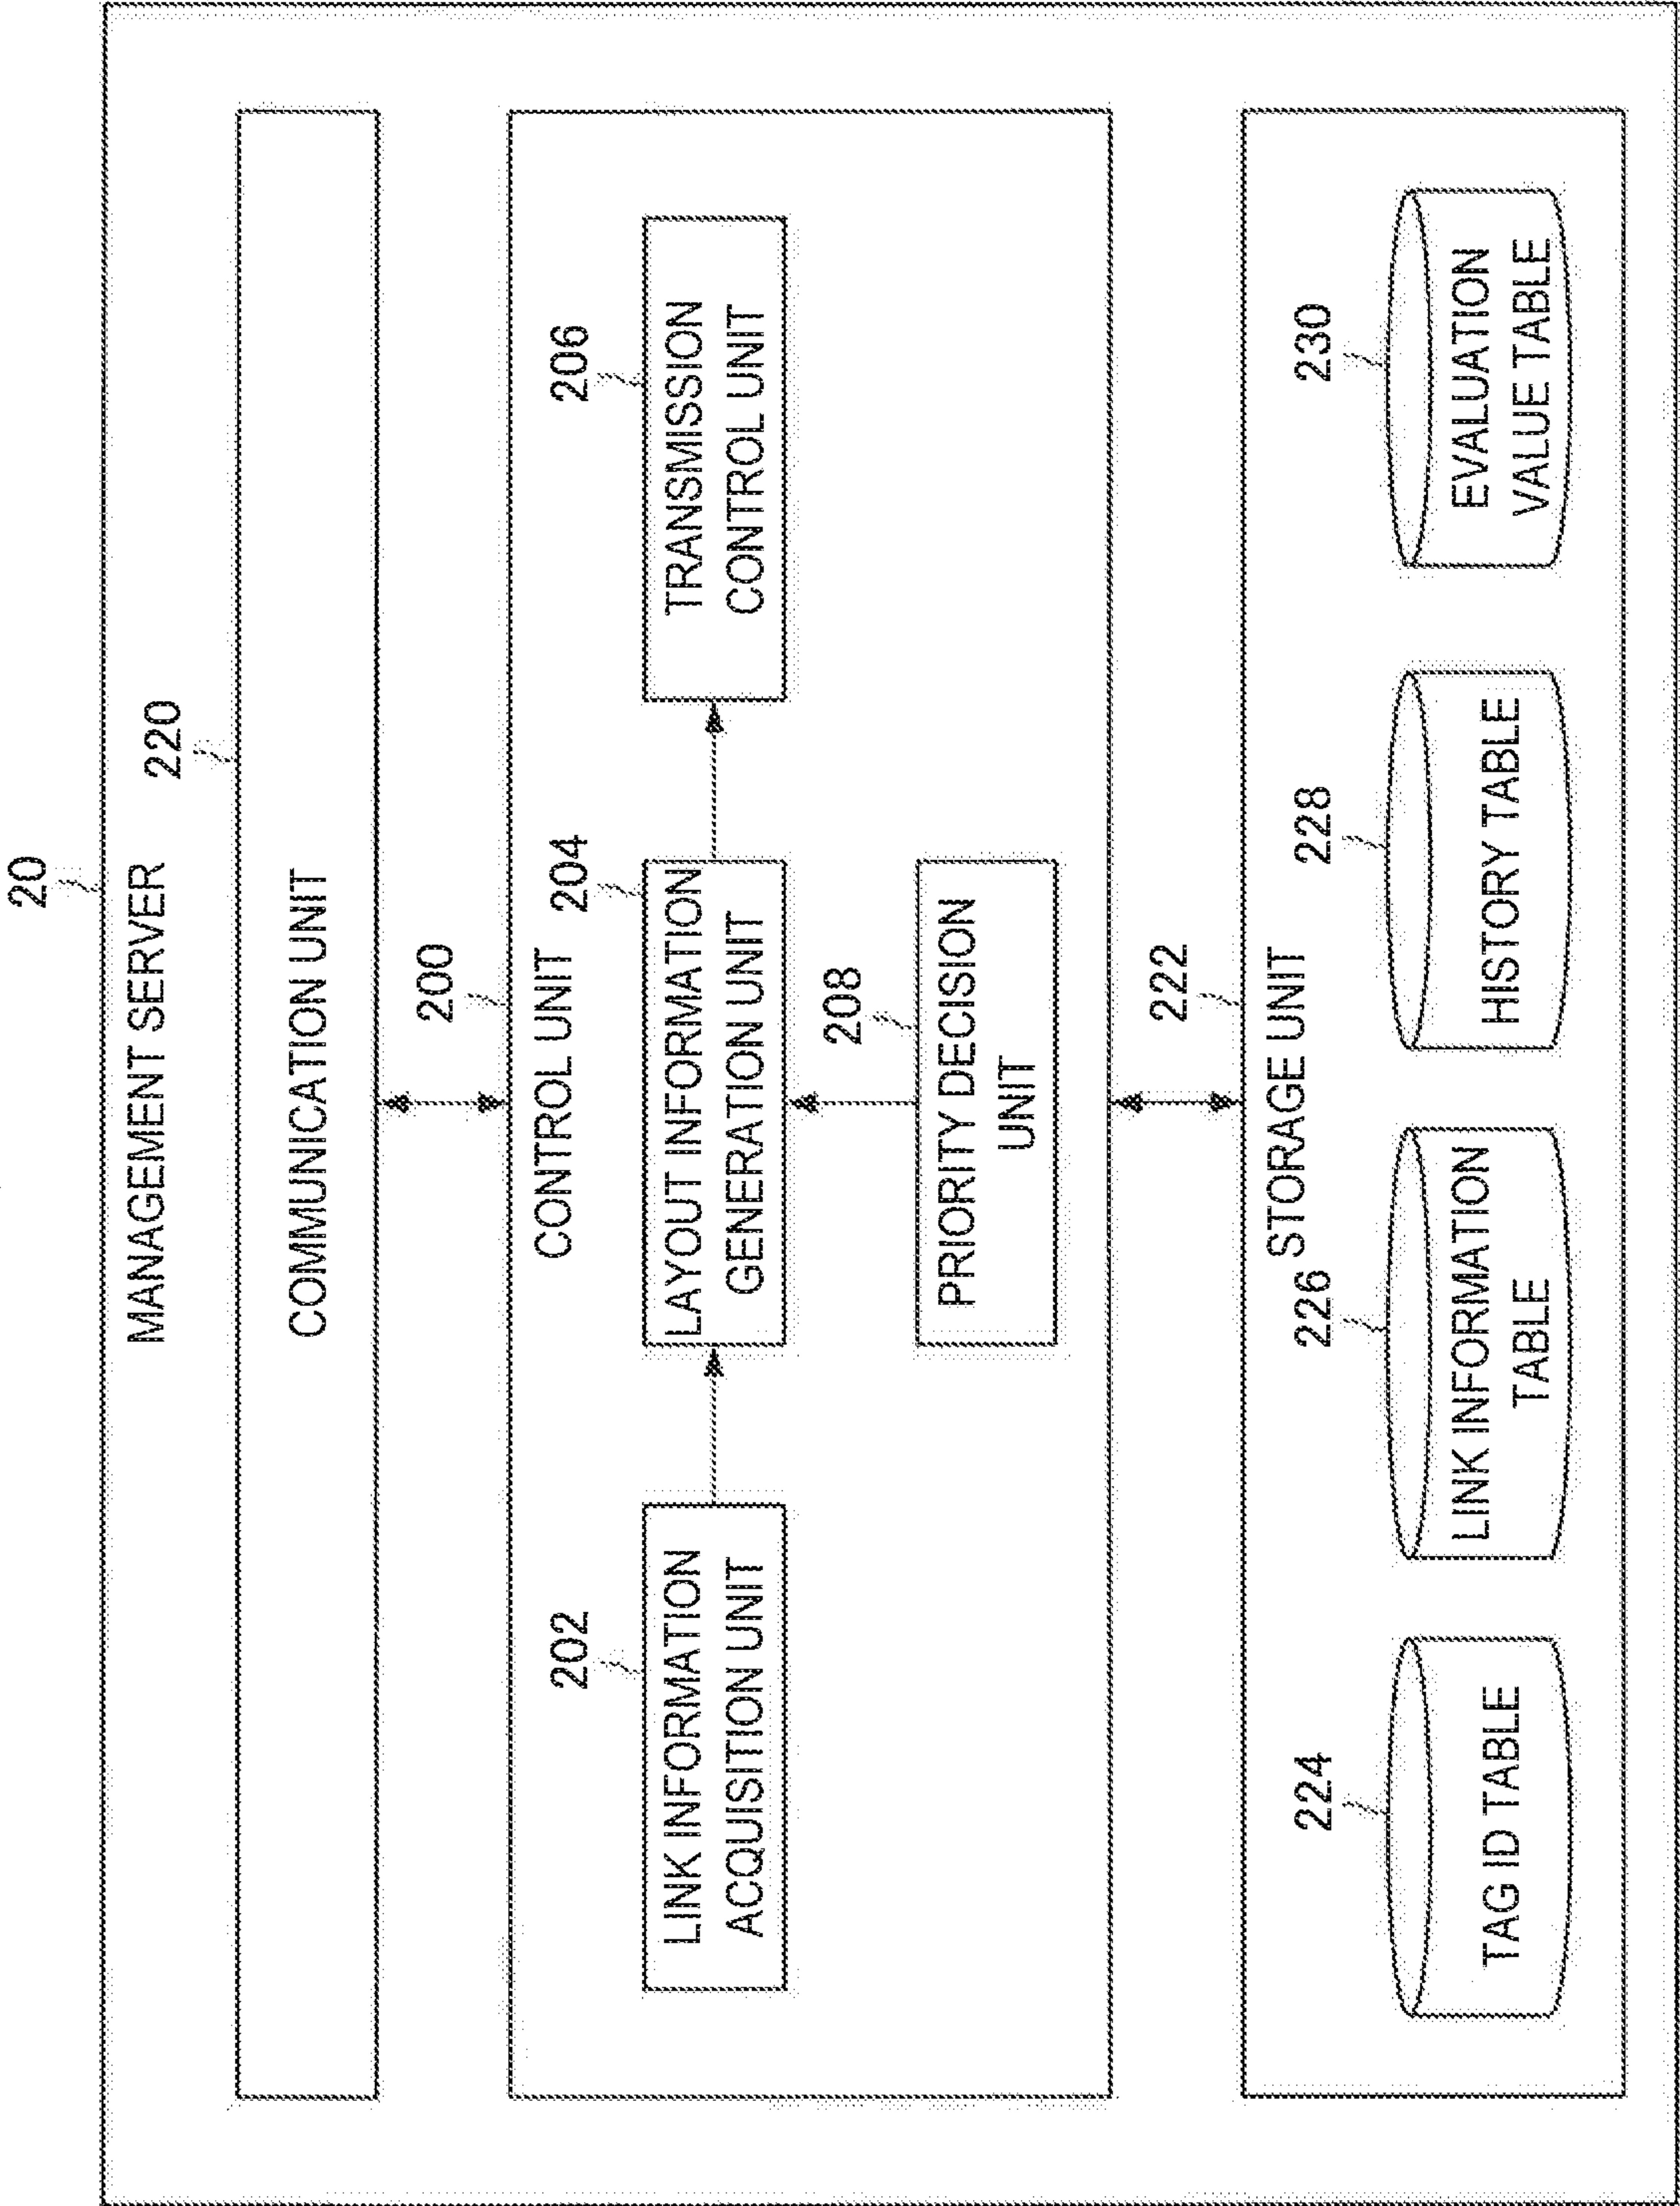 20
MANAGEMENT SERVER
220
COMMUNICATION UNIT
200
CONTROL UNIT
202
204
206
LINK INFORMATION
ACQUISITION UNIT
LAYOUT INFORMATION
GENERATION UNIT
TRANSMISSION
CONTROL UNIT
208
PRIORITY DECISION
UNIT
222
STORAGE UNIT
224
226
228
230
TAG ID TABLE
LINK INFORMATION
TABLE
HISTORY TABLE
EVALUATION
VALUE TABLE